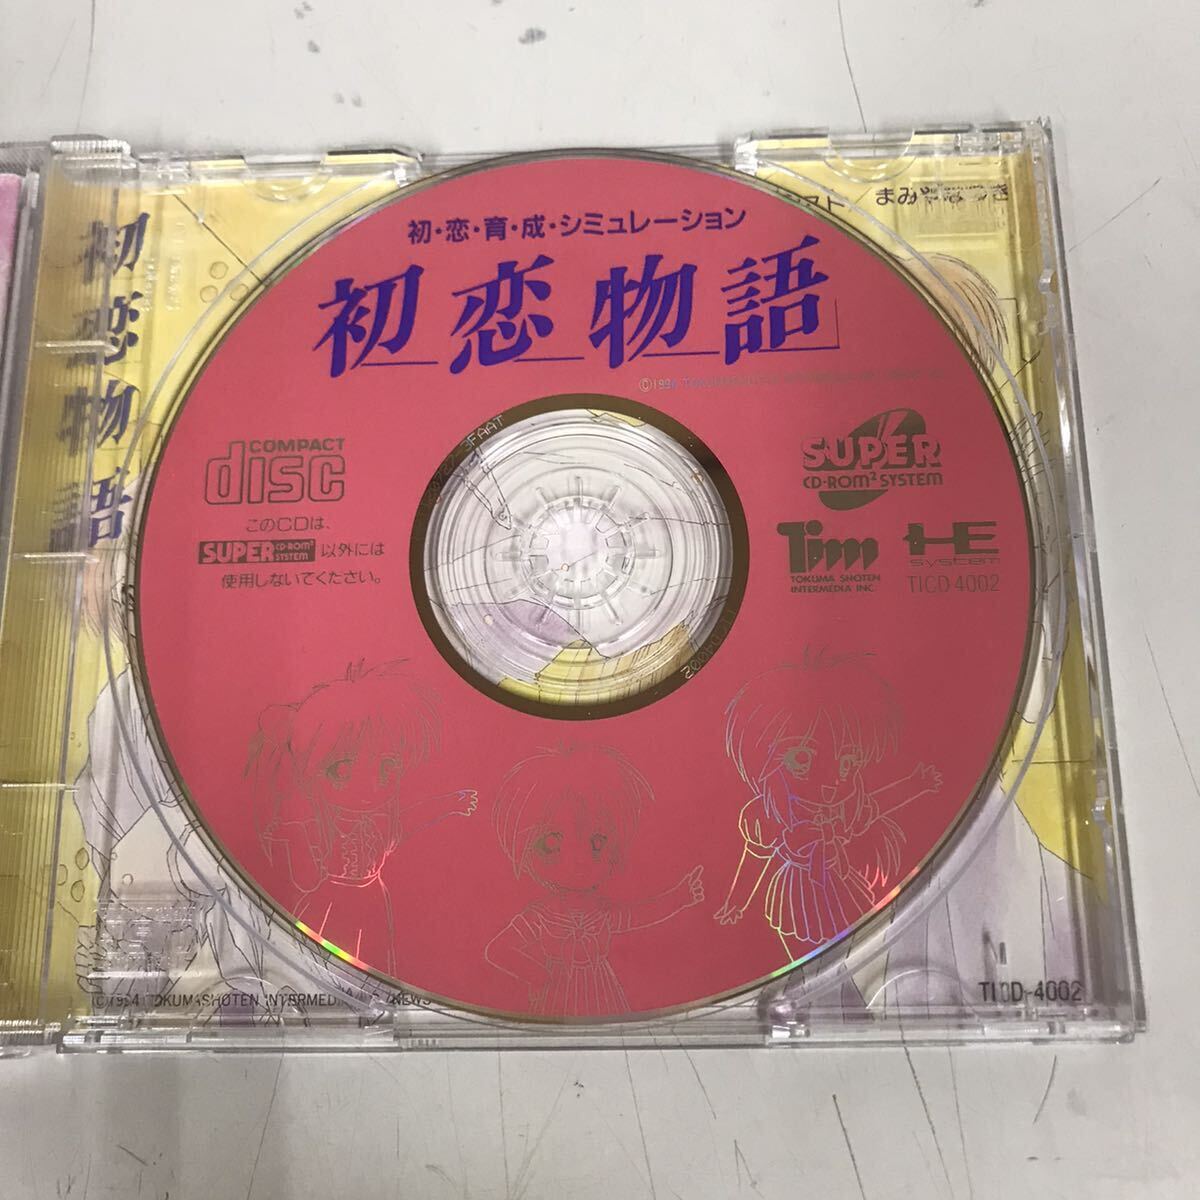 初・恋・育・成・シミュレーション
初恋物語
COMPACT
disc
このCDは、
SUPER CD-ROM² SYSTEM 以外には
使用しないでください。
SUPER
CD-ROM² SYSTEM
Tim
TOKUMA SHOTEN
INTERMEDIA INC.
HE
system
TICD 4002
初恋物語
TICD-4002